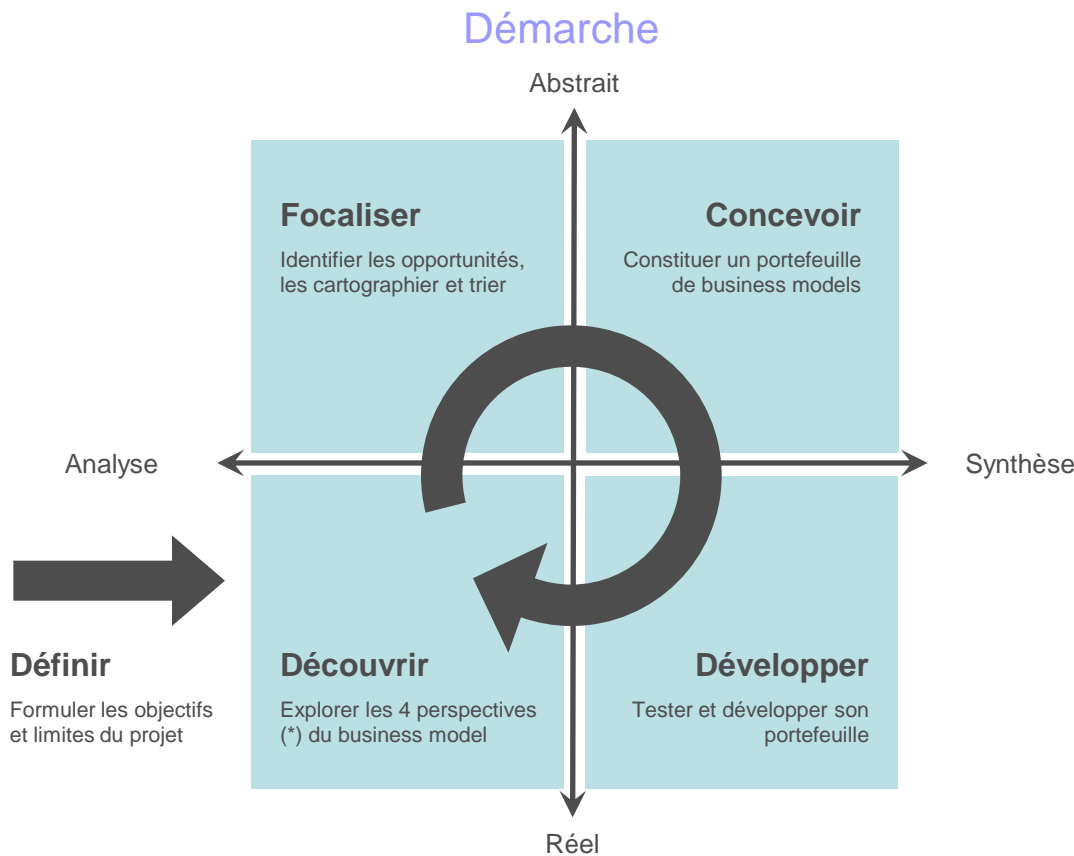 Démarche
Abstrait
Focaliser
Identifier les opportunités,
les cartographier et trier
Concevoir
Constituer un portefeuille
de business models
Analyse
Synthèse
Définir
Formuler les objectifs
et limites du projet
Découvrir
Explorer les 4 perspectives
(*) du business model
Développer
Tester et développer son
portefeuille
Réel